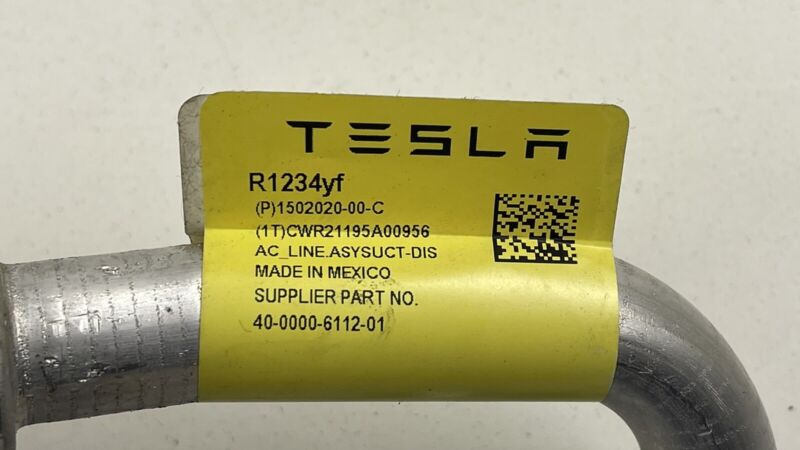 TESLA
R1234yf
(P)1502020-00-C
(1T)CWR21195A00956
AC_LINE.ASYSUCT-DIS
MADE IN MEXICO
SUPPLIER PART NO.
40-0000-6112-01